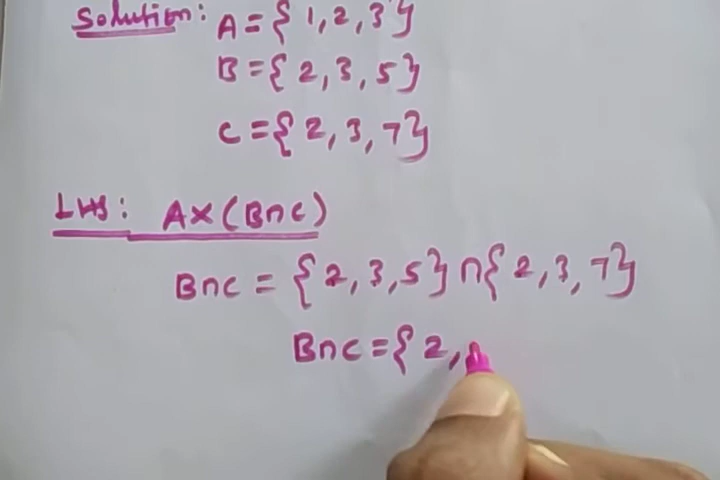 Solution: A = {1, 2, 3}
B = {2, 3, 5}
C = {2, 3, 7}
LHS: A×(B∩C)
B∩C = {2, 3, 5} ∩ {2, 3, 7}
B∩C = {2,